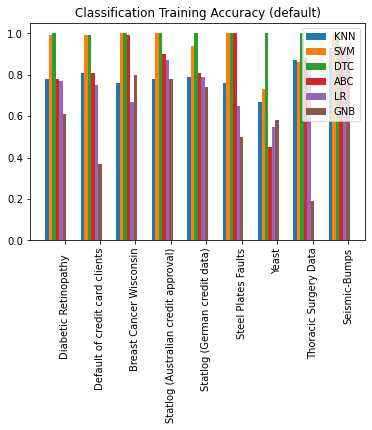 Classification Training Accuracy (default)
1.0
0.8
0.6
0.4
0.2
0.0
KNN
SVM
DTC
ABC
LR
GNB
Diabetic Retinopathy
Default of credit card clients
Breast Cancer Wisconsin
Statlog (Australian credit approval)
Statlog (German credit data)
Steel Plates Faults
Yeast
Thoracic Surgery Data
Seismic-Bumps